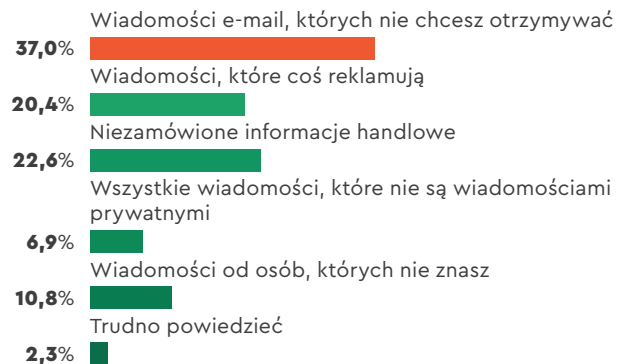 Wiadomości e-mail, których nie chcesz otrzymywać
37,0%
Wiadomości, które coś reklamują
20,4%
Niezamówione informacje handlowe
22,6%
Wszystkie wiadomości, które nie są wiadomościami
prywatnymi
6,9%
Wiadomości od osób, których nie znasz
10,8%
Trudno powiedzieć
2,3%